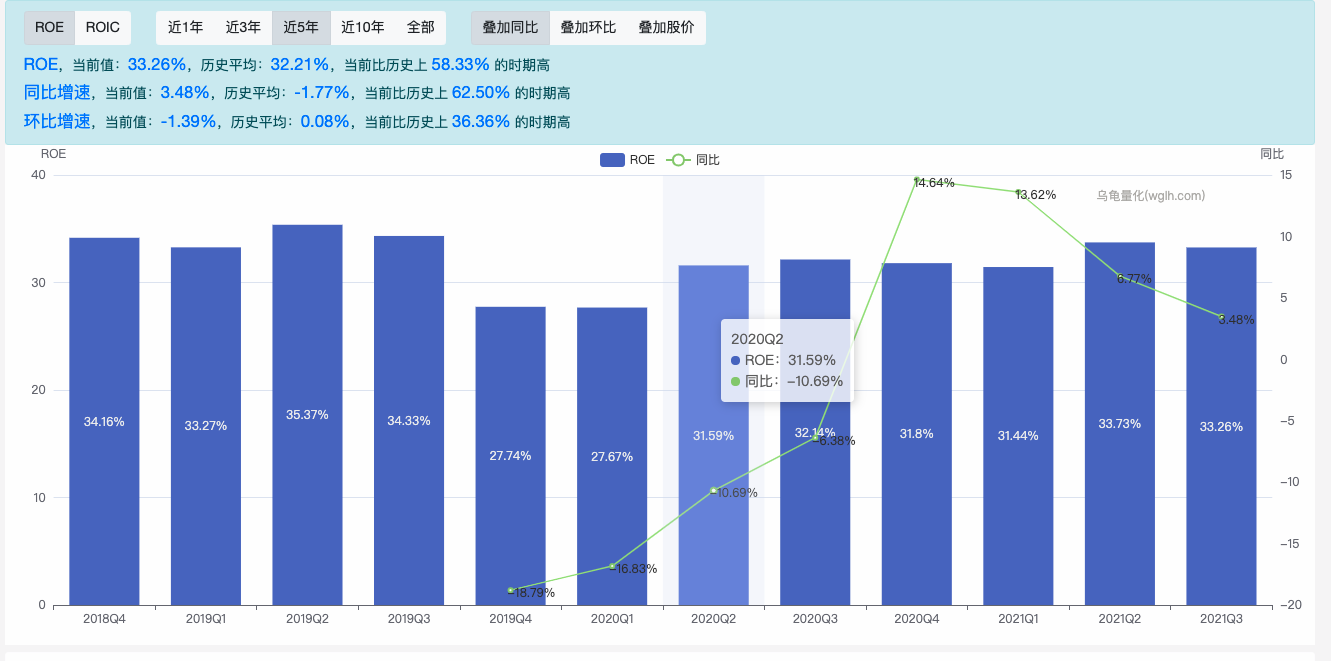 ROE ROIC 近1年 近3年 近5年 近10年 全部 叠加同比 叠加环比 叠加股价
ROE，当前值：33.26%，历史平均：32.21%，当前比历史上 58.33% 的时期高
同比增速，当前值：3.48%，历史平均：-1.77%，当前比历史上 62.50% 的时期高
环比增速，当前值：-1.39%，历史平均：0.08%，当前比历史上 36.36% 的时期高
ROE ROE 同比 同比
40 15
14.64% 13.62% 乌龟量化(wglh.com)
10
30 6.77%
5
3.48%
2020Q2
ROE： 31.59%
同比： −10.69%
0
20
34.16% 33.27% 35.37% 34.33% 27.74% 27.67% 31.59% 32.14% 31.8% 31.44% 33.73% 33.26%
−5
−6.38%
−10
10 −10.69%
−15
−16.83%
−18.79%
0 −20
2018Q4 2019Q1 2019Q2 2019Q3 2019Q4 2020Q1 2020Q2 2020Q3 2020Q4 2021Q1 2021Q2 2021Q3